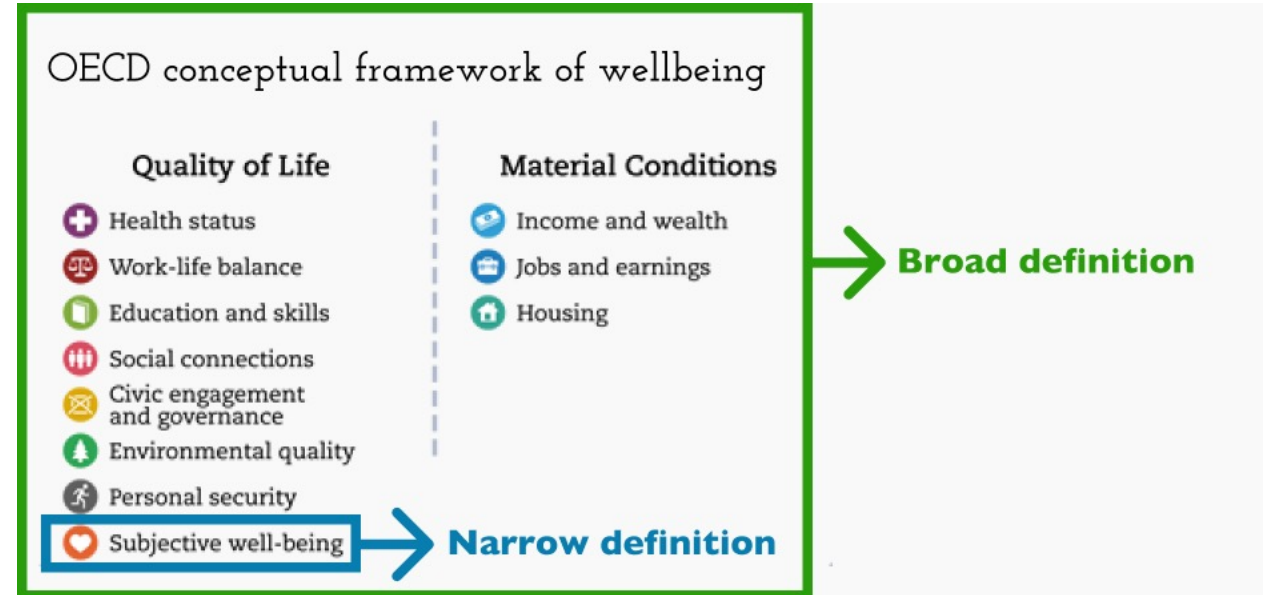 OECD conceptual framework of wellbeing
Quality of Life
Health status
Work-life balance
Education and skills
Social connections
Civic engagement
and governance
Environmental quality
Personal security
Subjective well-being
Material Conditions
Income and wealth
Jobs and earnings
Housing
Broad definition
Narrow definition